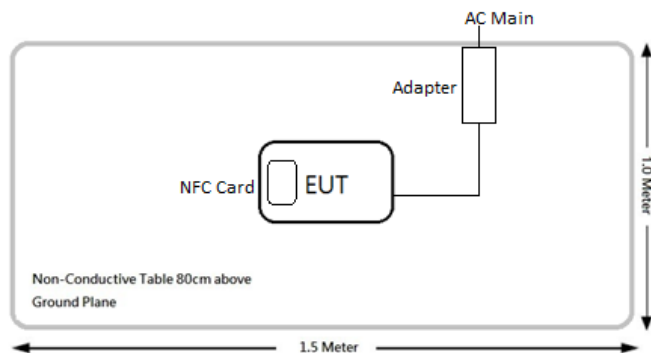 AC Main
Adapter
NFC Card
EUT
1.0 Meter
Non-Conductive Table 80cm above
Ground Plane
1.5 Meter